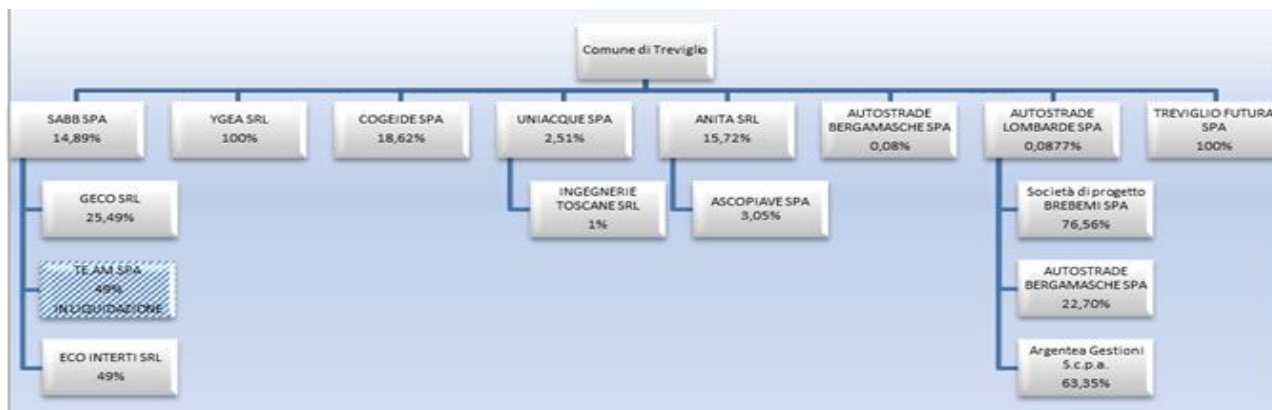 Comune di Treviglio
SABB SPA
14,89%
YGEA SRL
100%
COGEIDE SPA
18,62%
UNIACQUE SPA
2,51%
ANITA SRL
15,72%
AUTOSTRADE
BERGAMASCHE SPA
0,08%
AUTOSTRADE
LOMBARDE SPA
0,0877%
TREVIGLIO FUTURA
SPA
100%
GECO SRL
25,49%
TE.AM SPA
49%
IN LIQUIDAZIONE
ECO INTERTI SRL
49%
INGEGNERIE
TOSCANE SRL
1%
ASCOPIAVE SPA
3,05%
Società di progetto
BREBEMI SPA
76,56%
AUTOSTRADE
BERGAMASCHE SPA
22,70%
Argentea Gestioni
S.c.p.a.
63,35%